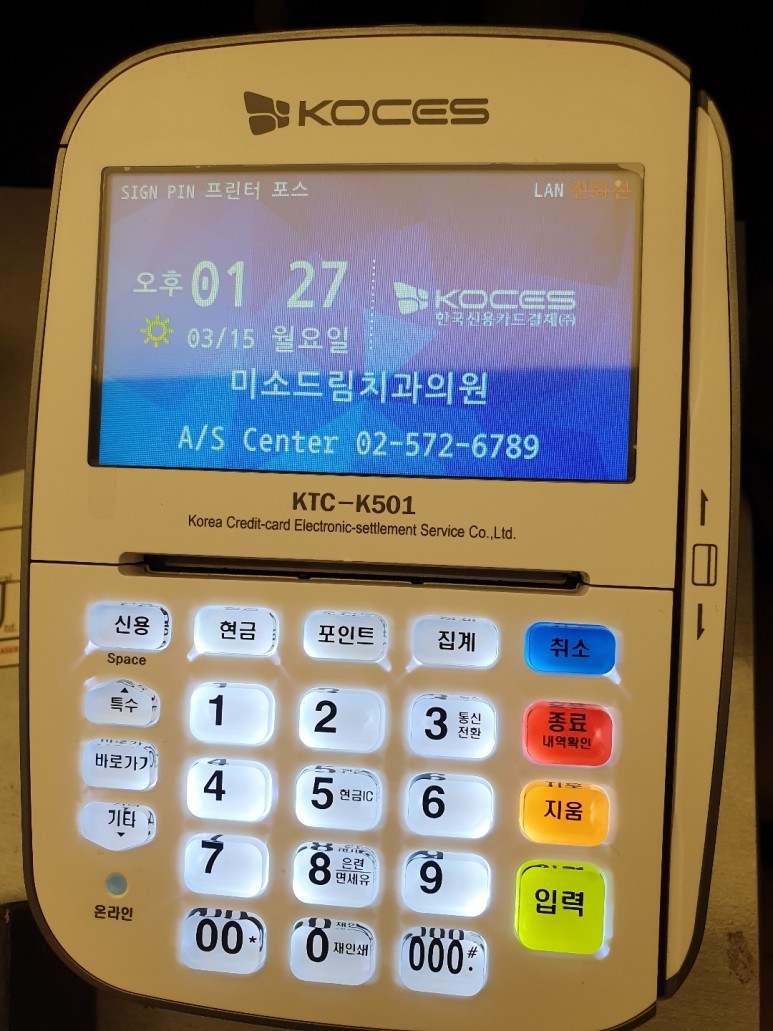 KOCES
SIGN PIN 프린터 포스 LAN 전화선
오후 01 27
03/15 월요일
KOCES
한국신용카드결제(주)
미소드림치과의원
A/S Center 02-572-6789
KTC-K501
Korea Credit-card Electronic-settlement Service Co.,Ltd.
신용 현금 포인트 집계 취소
Space
특수 1 2 3 통신전환 종료 내역확인
바로가기 4 5 현금IC 6 지움
기타 7 8 은련 면세유 9 입력
온라인 00* 0 재인쇄 000.#